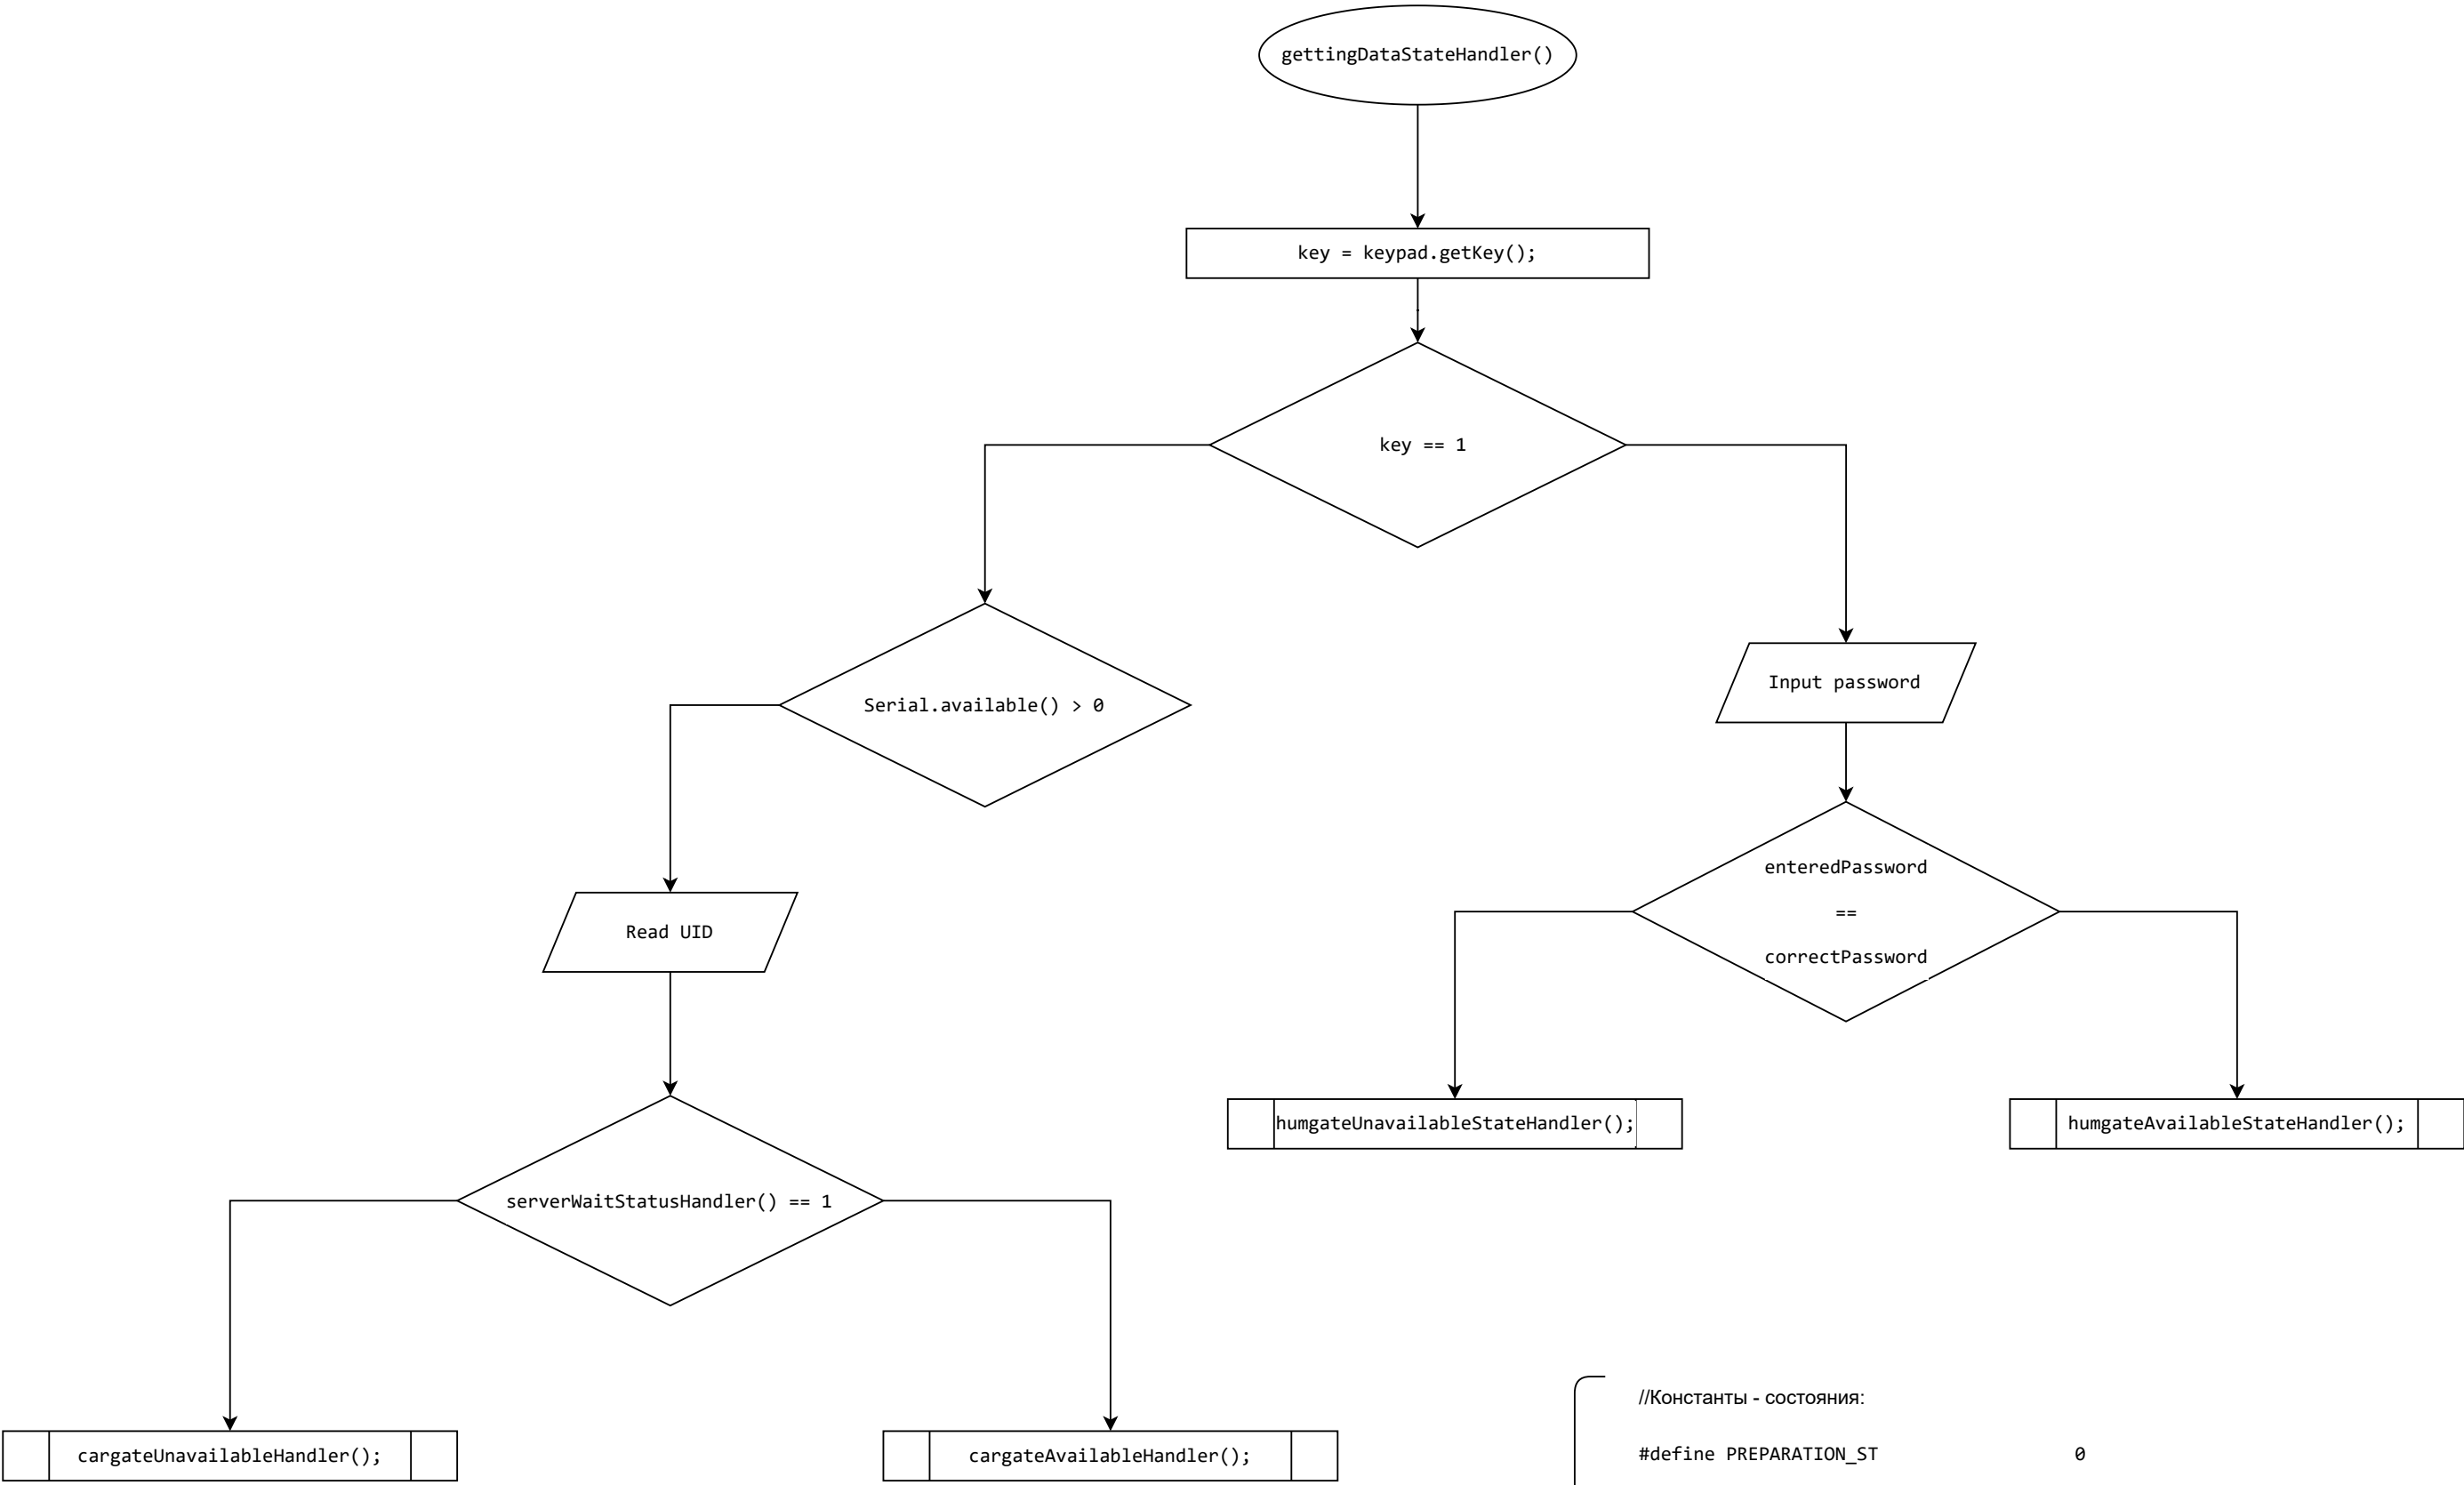 gettingDataStateHandler()
key = keypad.getKey();
key == 1
Serial.available() > 0
Input password
enteredPassword
==
correctPassword
Read UID
humgateUnavailableStateHandler();
humgateAvailableStateHandler();
serverWaitStatusHandler() == 1
cargateUnavailableHandler();
cargateAvailableHandler();
//Константы - состояния:
#define PREPARATION_ST 0